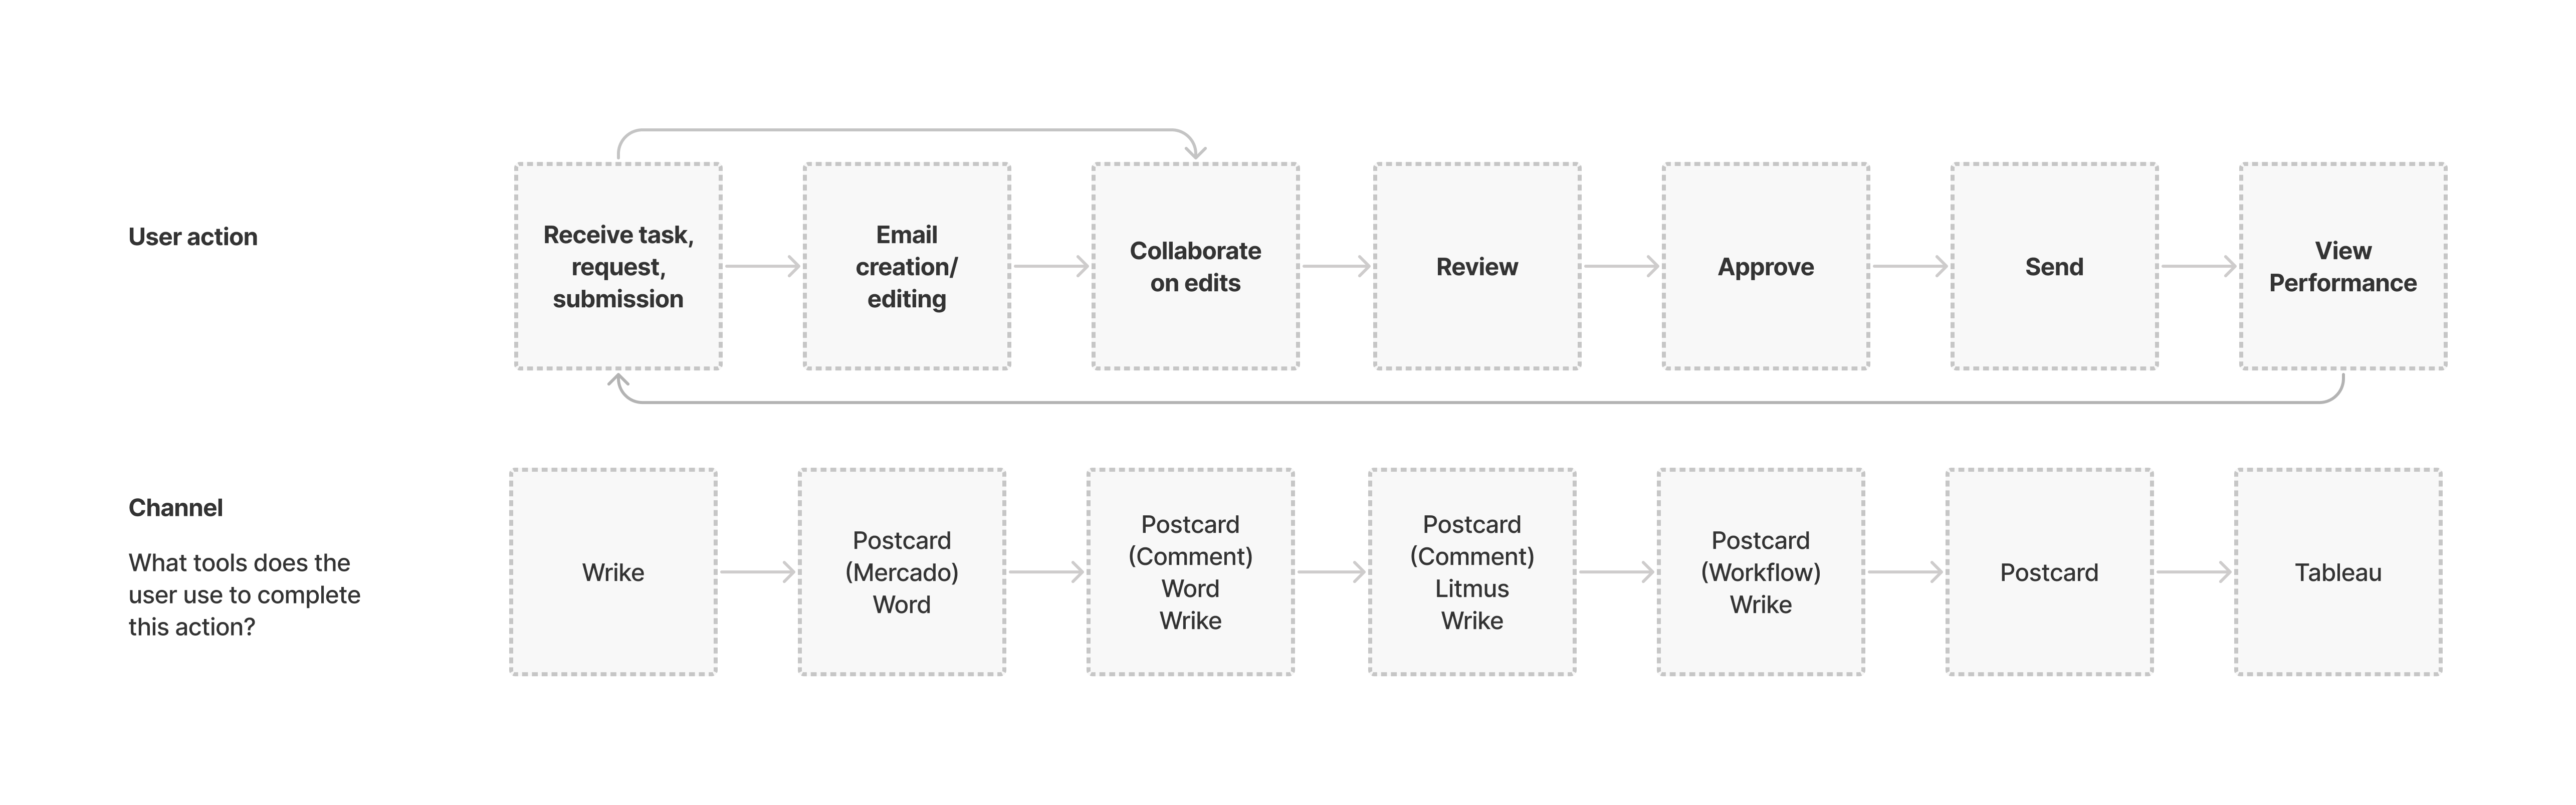 User action
Receive task,
request,
submission
Email
creation/
editing
Collaborate
on edits
Review
Approve
Send
View
Performance
Channel
What tools does the
user use to complete
this action?
Wrike
Postcard
(Mercado)
Word
Postcard
(Comment)
Word
Wrike
Postcard
(Comment)
Litmus
Wrike
Postcard
(Workflow)
Wrike
Postcard
Tableau